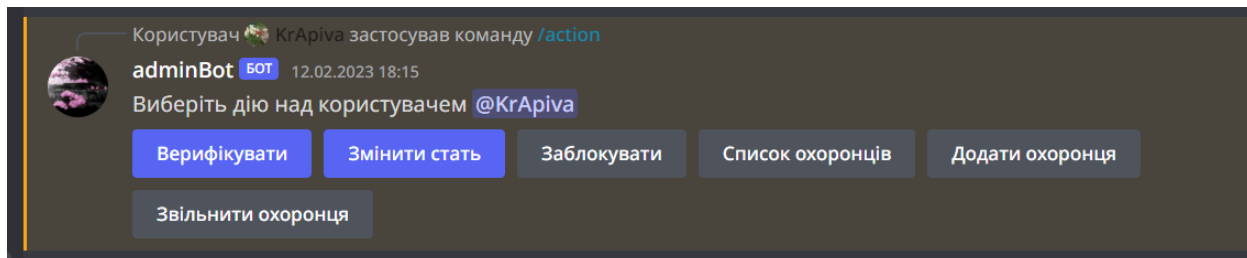 Користувач KrApiva застосував команду /action
adminBot БОТ 12.02.2023 18:15
Виберіть дію над користувачем @KrApiva
Верифікувати Змінити стать Заблокувати Список охоронців Додати охоронця
Звільнити охоронця